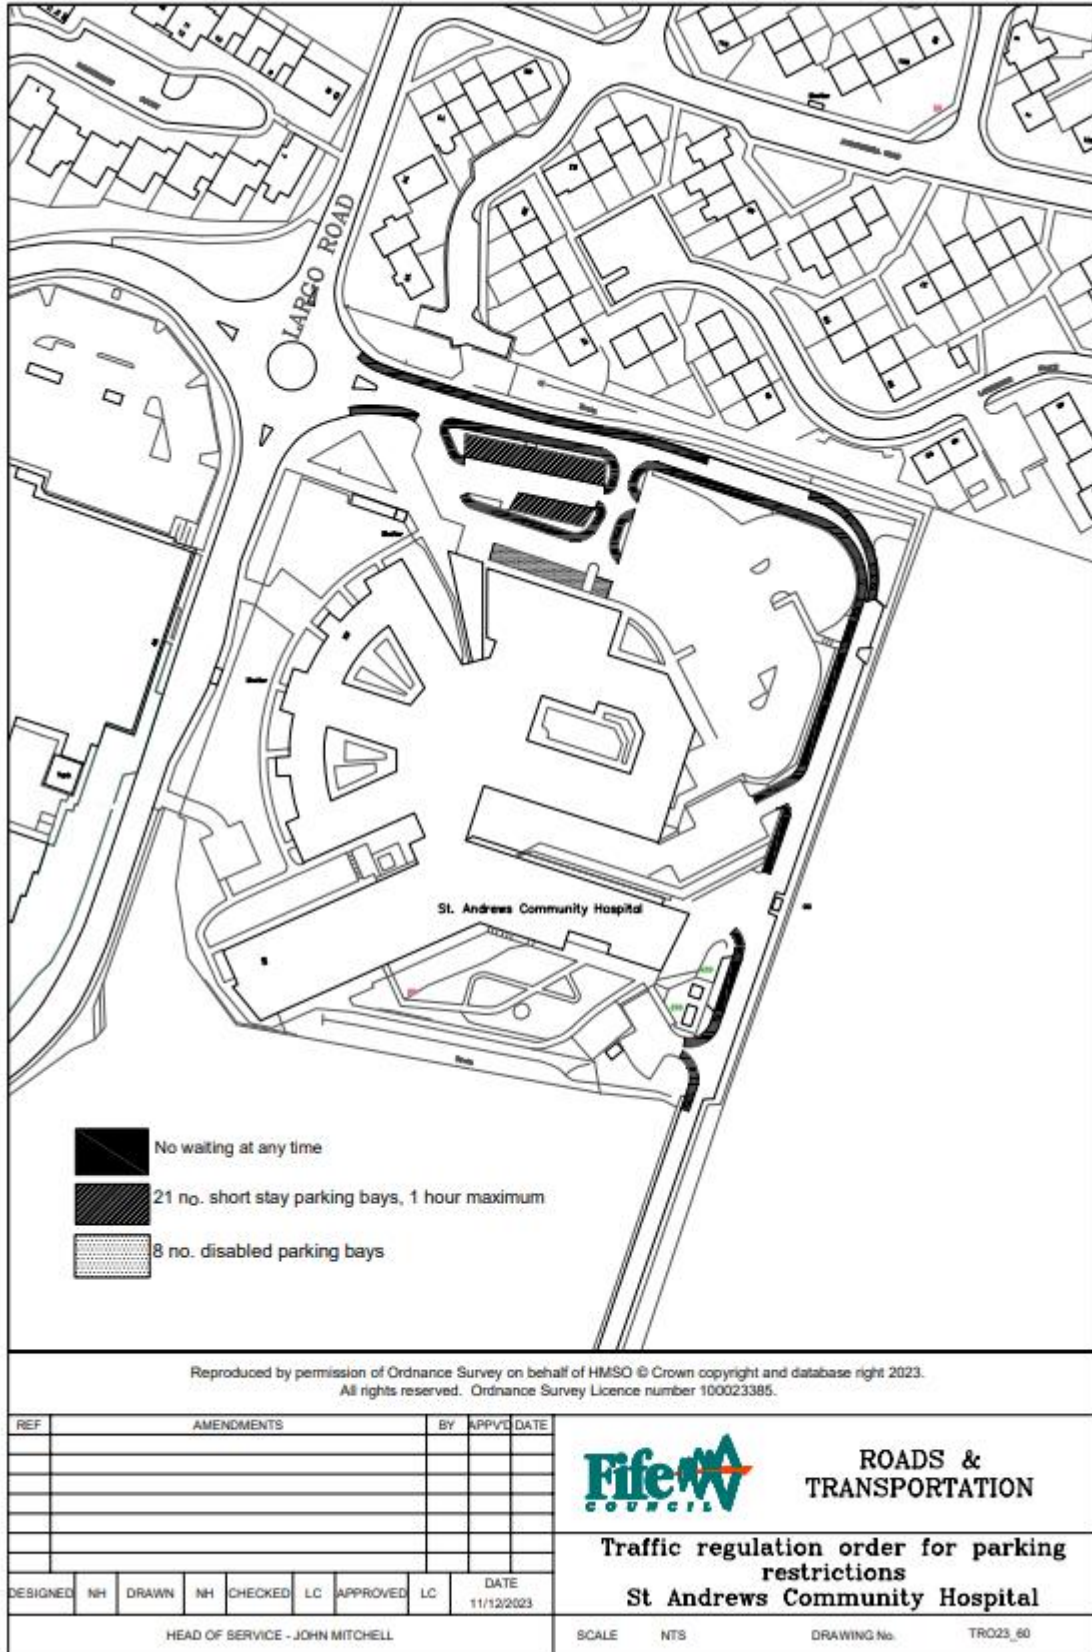 LARGO ROAD
Shelter
Shelter
St. Andrews Community Hospital
No waiting at any time
21 no. short stay parking bays, 1 hour maximum
8 no. disabled parking bays
Reproduced by permission of Ordnance Survey on behalf of HMSO © Crown copyright and database right 2023.
All rights reserved. Ordnance Survey Licence number 100023385.
REF AMENDMENTS BY APPV'D DATE
Fife
COUNCIL
ROADS &
TRANSPORTATION
Traffic regulation order for parking
restrictions
St Andrews Community Hospital
DESIGNED NH DRAWN NH CHECKED LC APPROVED LC DATE
11/12/2023
HEAD OF SERVICE - JOHN MITCHELL
SCALE NTS DRAWING No. TRO23_60